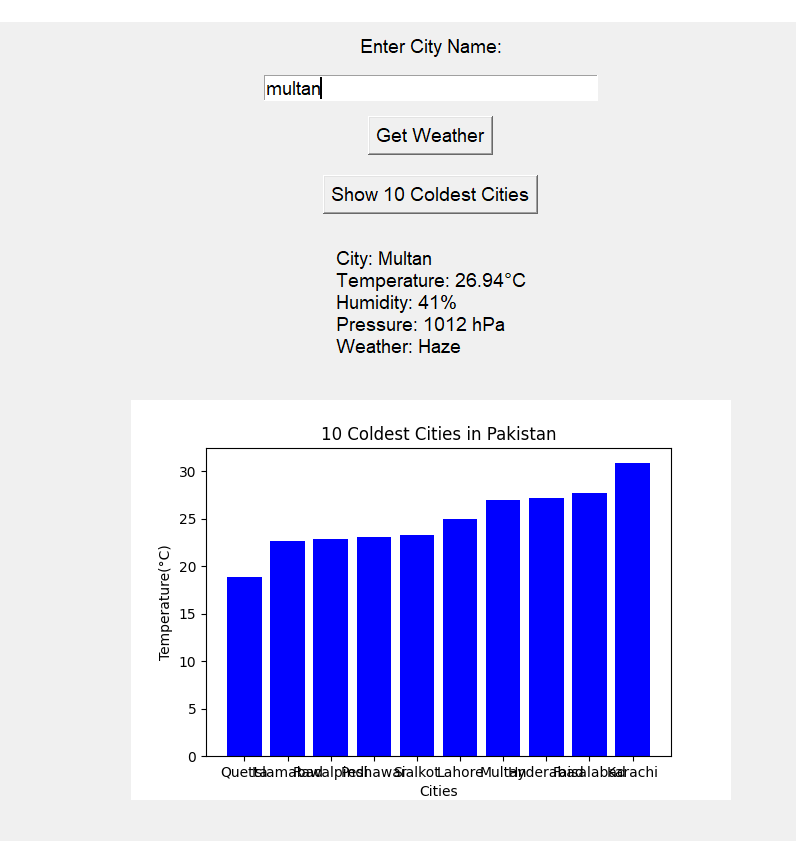 Enter City Name:
multan
Get Weather
Show 10 Coldest Cities
City: Multan
Temperature: 26.94°C
Humidity: 41%
Pressure: 1012 hPa
Weather: Haze
10 Coldest Cities in Pakistan
Temperature(°C)
30
25
20
15
10
5
0
Quetta Islamabad Rawalpindi Peshawar Sialkot Lahore Multan Hyderabad Faisalabad Karachi
Cities